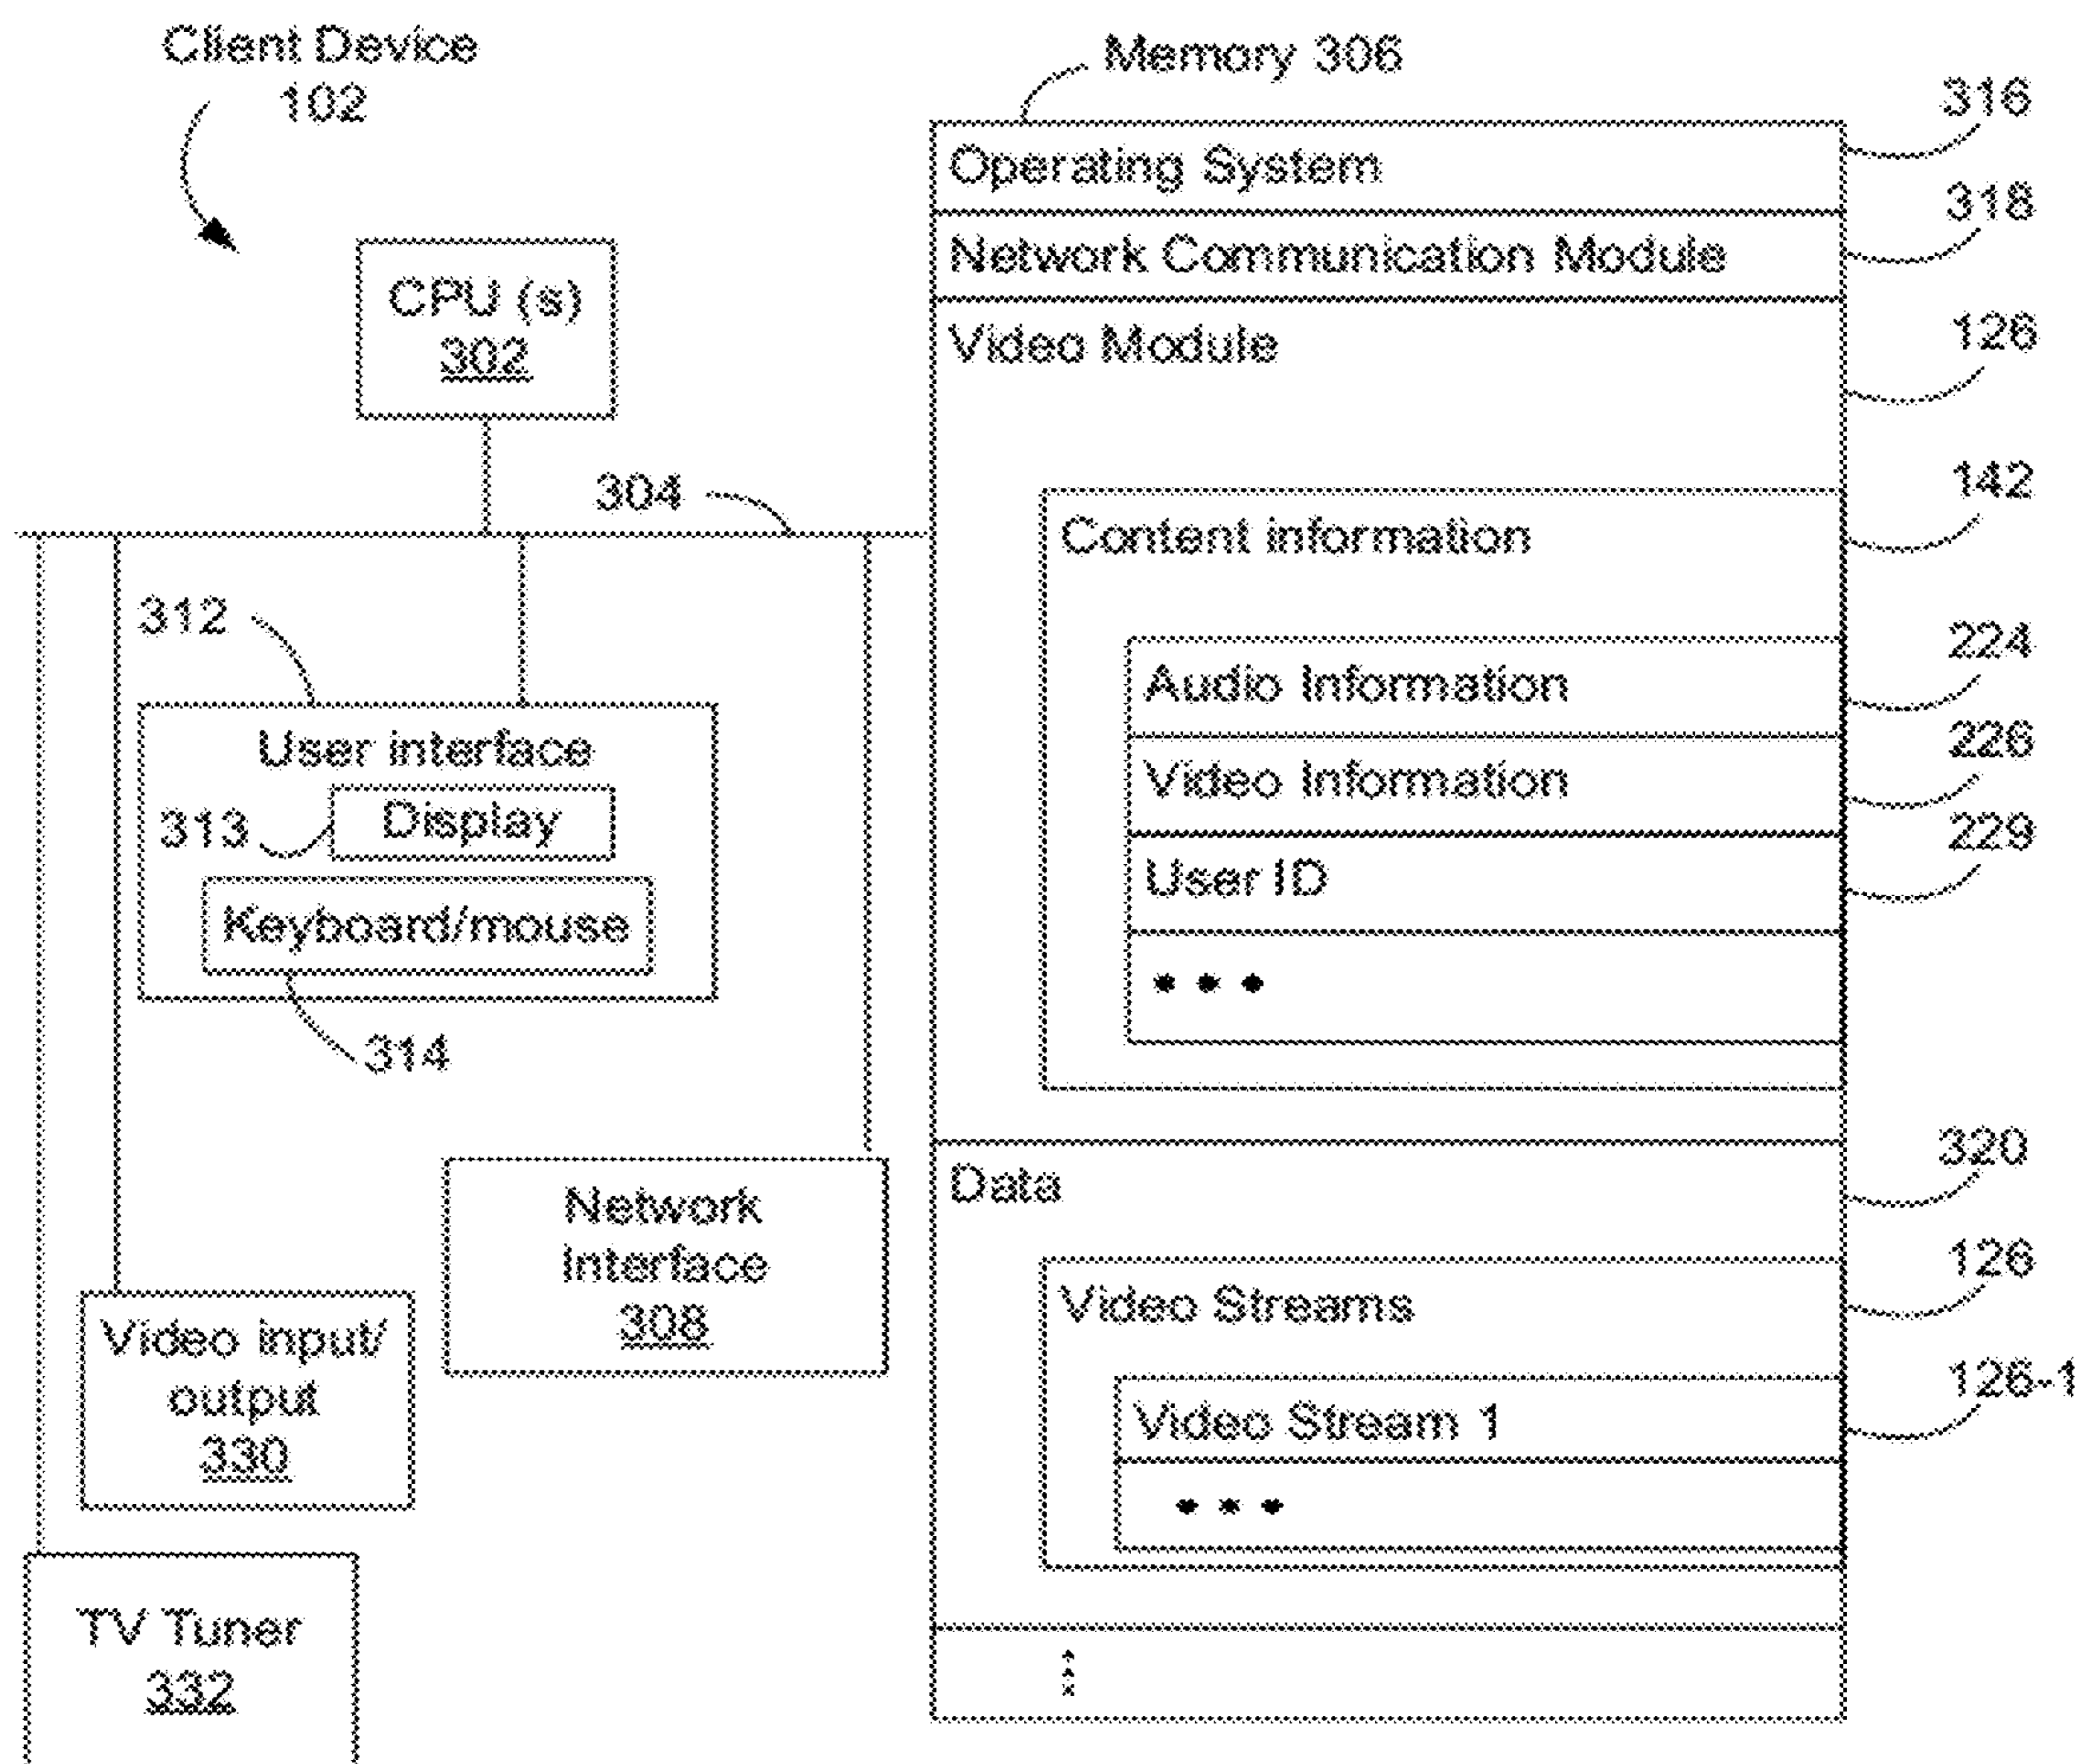 Client Device
102
Memory 306
316
Operating System
318
Network Communication Module
CPU (s)
302
126
Video Module
304
142
Content information
312
224
Audio Information
User interface
226
Video Information
313
Display
229
User ID
Keyboard/mouse
• • •
314
320
Data
Network
Interface
308
126
Video Streams
Video input/
output
330
126-1
Video Stream 1
• • •
TV Tuner
332